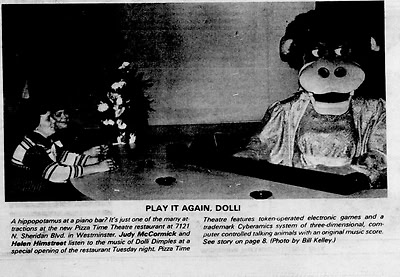 PLAY IT AGAIN, DOLLI
A hippopotamus at a piano bar? It's just one of the many at-
tractions at the new Pizza Time Theatre restaurant at 7121
N. Sheridan Blvd. in Westminster. Judy McCormick and
Helen Himstreet listen to the music of Dolli Dimples at a
special opening of the restaurant Tuesday night. Pizza Time
Theatre features token-operated electronic games and a
trademark Cyberamics system of three-dimensional, com-
puter controlled talking animals with an original music score.
See story on page 8. (Photo by Bill Kelley.)